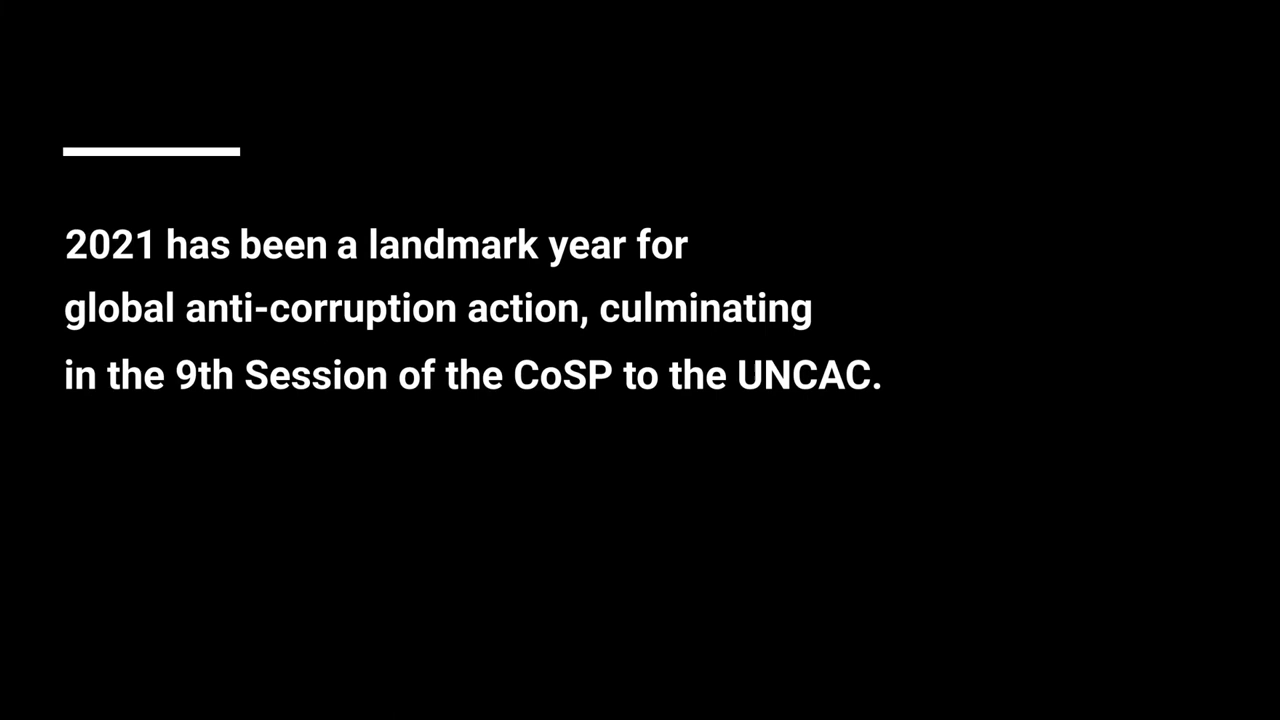 2021 has been a landmark year for
global anti-corruption action, culminating
in the 9th Session of the CoSP to the UNCAC.